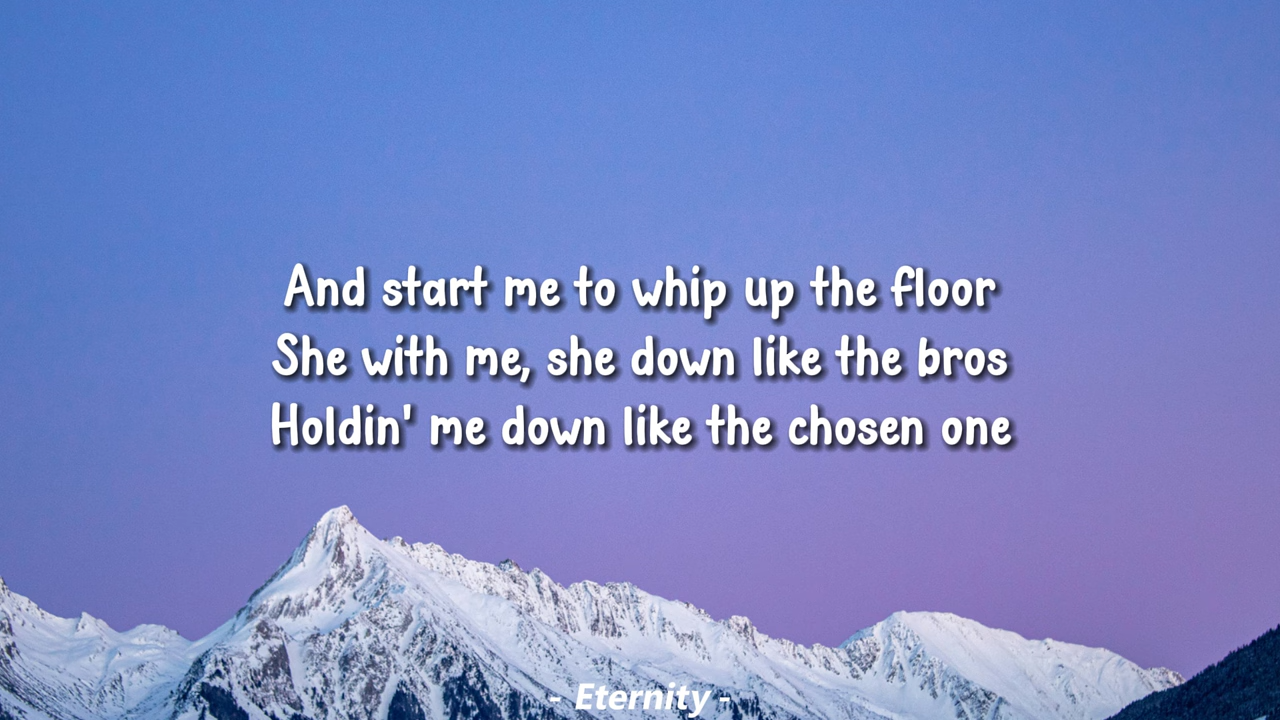 And start me to whip up the floor
She with me, she down like the bros
Holdin' me down like the chosen one
- Eternity -